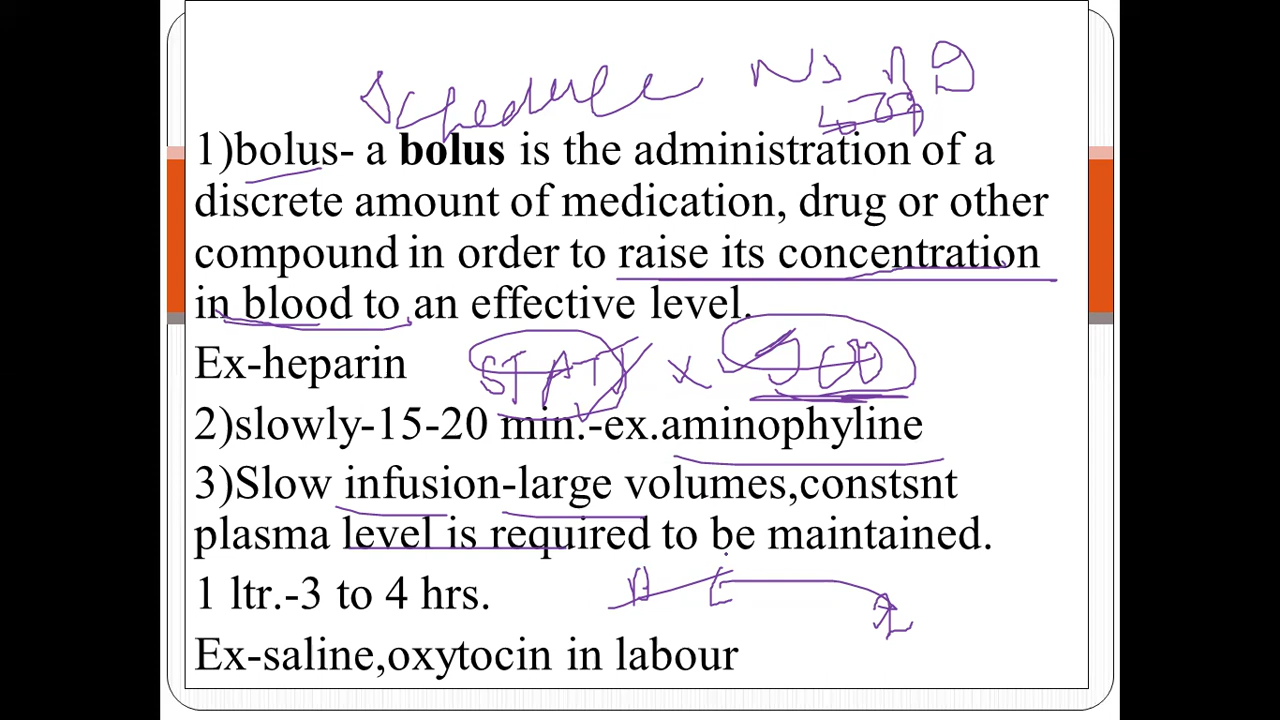 Schedule NS
1)bolus- a bolus is the administration of a
discrete amount of medication, drug or other
compound in order to raise its concentration
in blood to an effective level.
Ex-heparin STAT
2)slowly-15-20 min.-ex.aminophyline
3)Slow infusion-large volumes,constsnt
plasma level is required to be maintained.
1 ltr.-3 to 4 hrs.
Ex-saline,oxytocin in labour